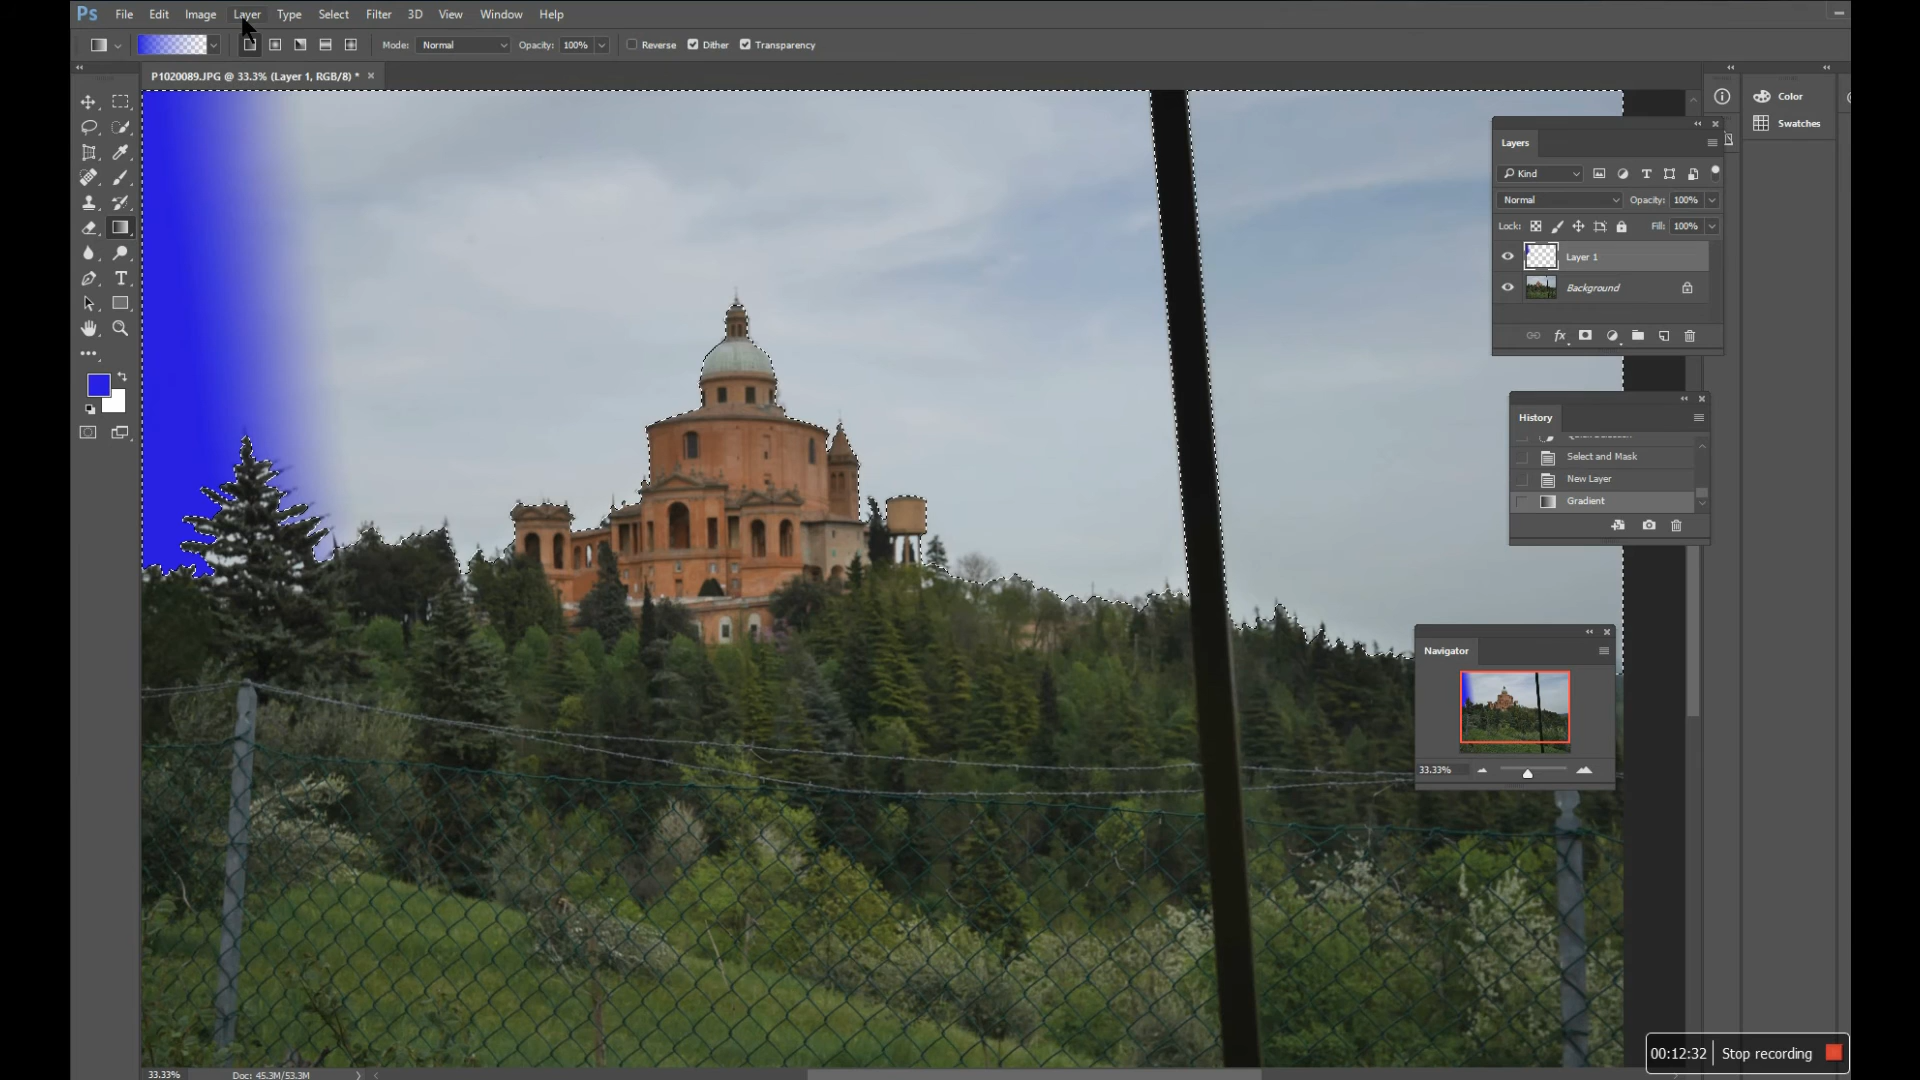 Ps File Edit Image Layer Type Select Filter 3D View Window Help
Mode: Normal Opacity: 100% Reverse Dither Transparency
P1020089.JPG @ 33.3% (Layer 1, RGB/8) * ×
Color
Swatches
Layers
Kind
Normal Opacity: 100%
Lock: Fill: 100%
Layer 1
Background
History
Select and Mask
New Layer
Gradient
Navigator
33.33%
33.33% Doc: 45.3M/53.3M
00:12:32 Stop recording